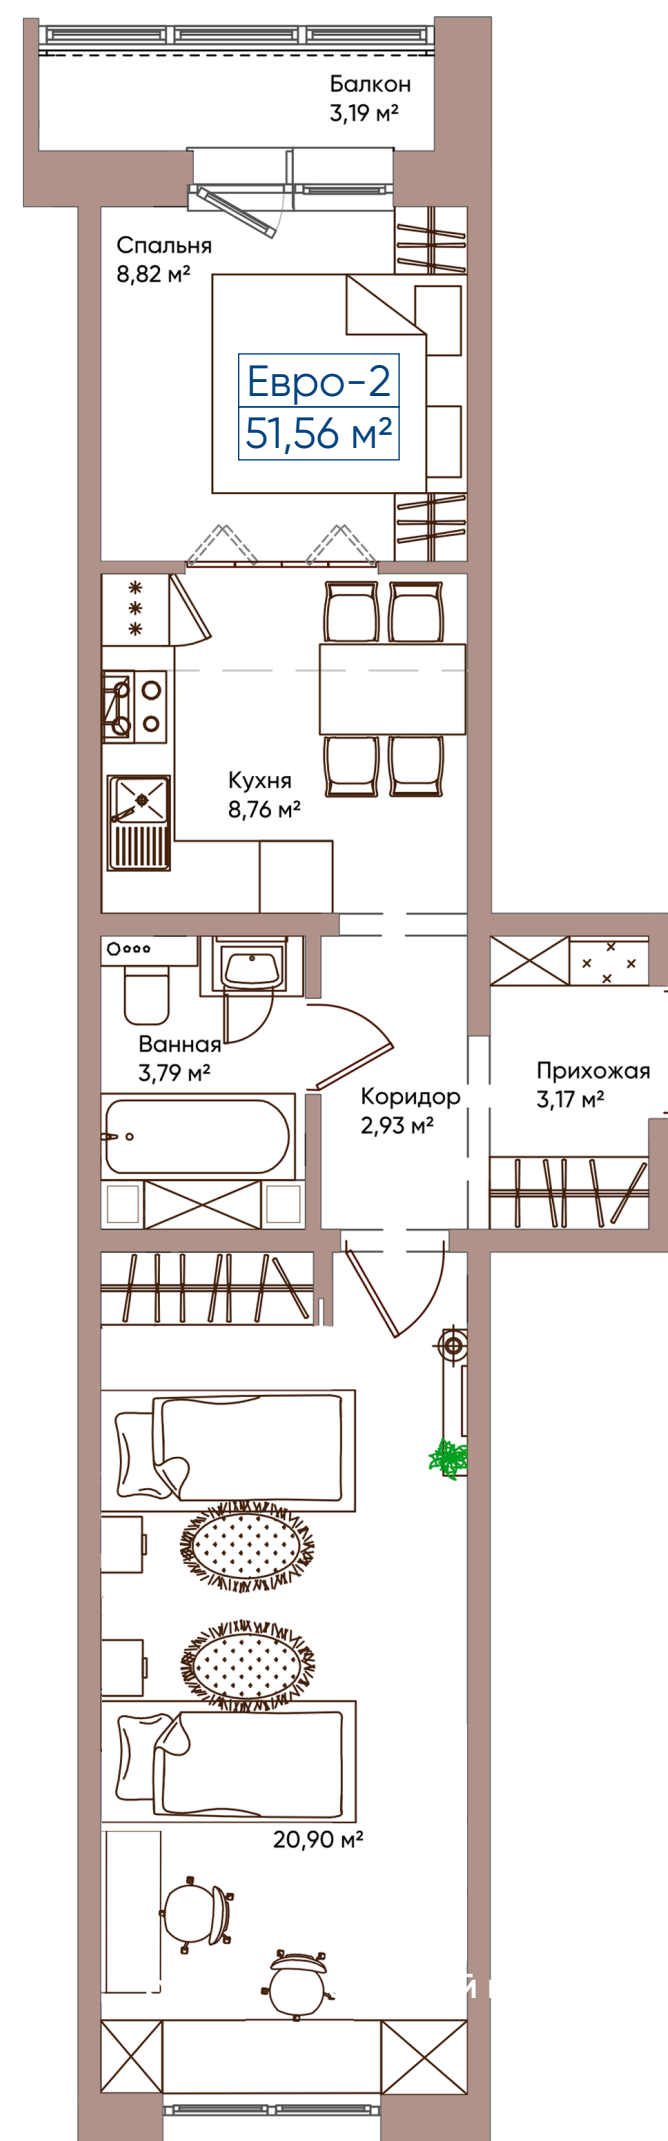 Балкон
3,19 м²
Спальня
8,82 м²
Евро-2
51,56 м²
Кухня
8,76 м²
Ванная
3,79 м²
Коридор
2,93 м²
Прихожая
3,17 м²
20,90 м²